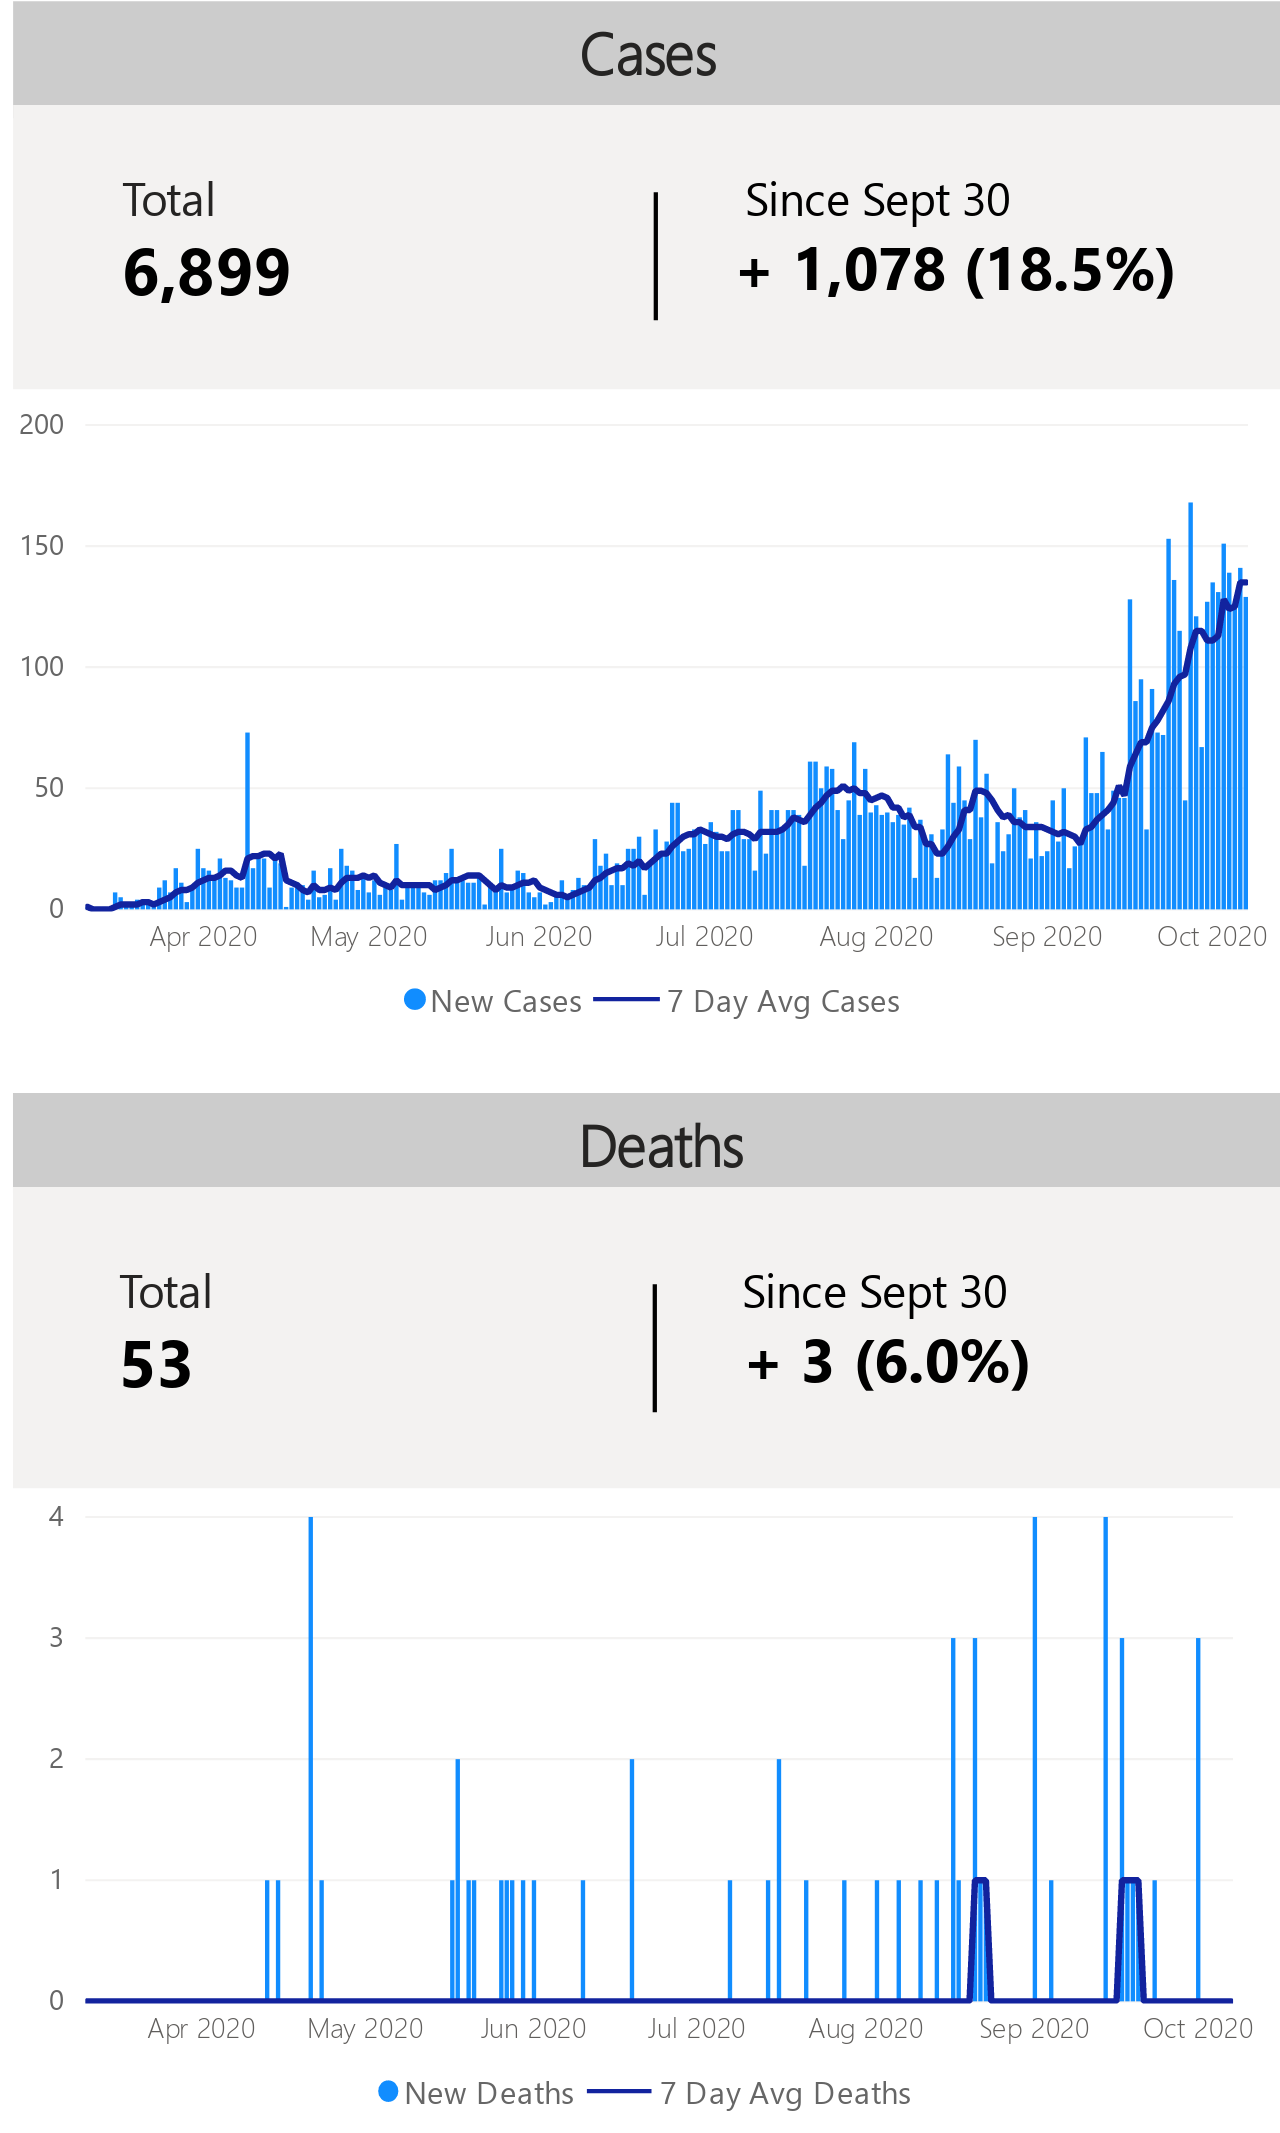 Cases
Total
Since Sept 30
6,899
+ 1,078 (18.5%)
200
150
100
50
0
Apr 2020 May 2020 Jun 2020 Jul 2020 Aug 2020 Sep 2020 Oct 2020
New Cases 7 Day Avg Cases
Deaths
Total
Since Sept 30
53
+ 3 (6.0%)
4
3
2
1
0
Apr 2020 May 2020 Jun 2020 Jul 2020 Aug 2020 Sep 2020 Oct 2020
New Deaths 7 Day Avg Deaths